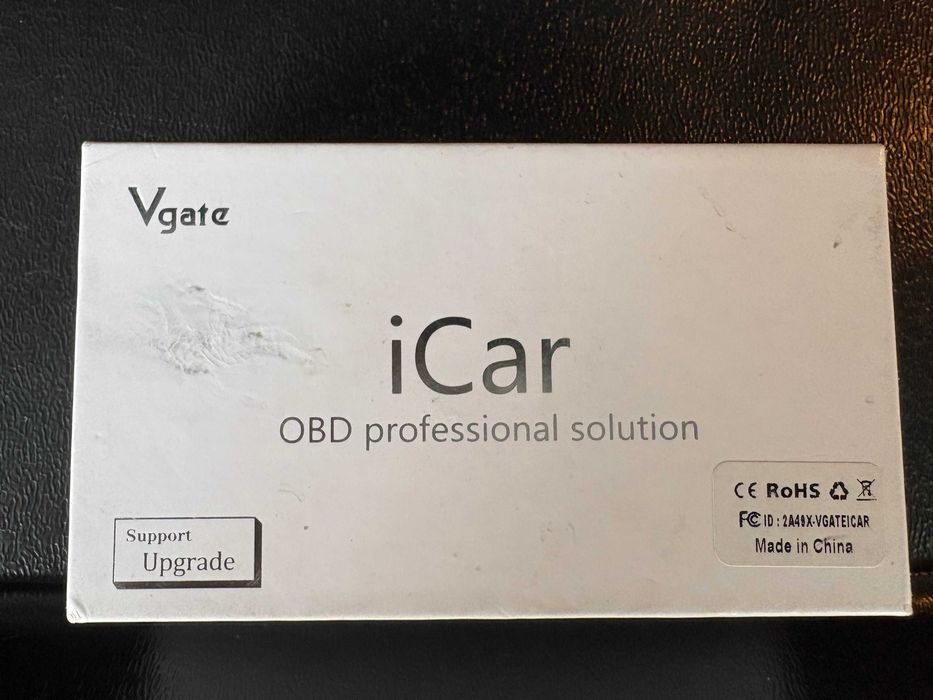 Vgate
iCar
OBD professional solution
Support
Upgrade
CE RoHS
FC ID : 2A49X-VGATEICAR
Made in China